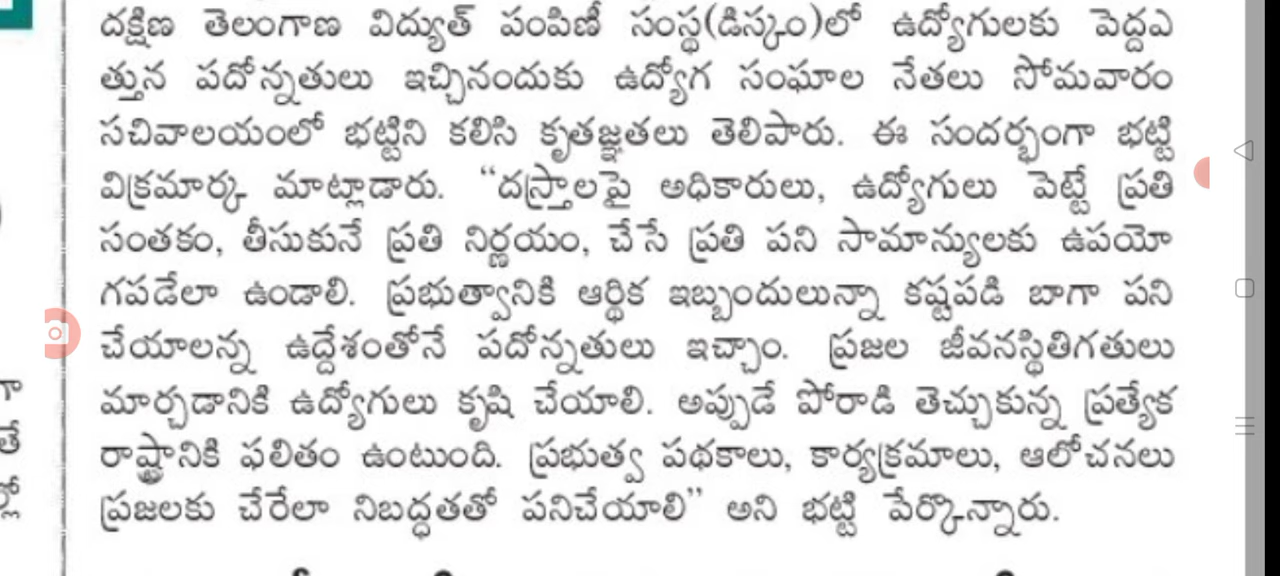 దక్షిణ తెలంగాణ విద్యుత్ పంపిణీ సంస్థ(డిస్కం)లో ఉద్యోగులకు పెద్దఎ
త్తున పదోన్నతులు ఇచ్చినందుకు ఉద్యోగ సంఘాల నేతలు సోమవారం
సచివాలయంలో భట్టిని కలిసి కృతజ్ఞతలు తెలిపారు. ఈ సందర్భంగా భట్టి
విక్రమార్క మాట్లాడారు. “దస్త్రాలపై అధికారులు, ఉద్యోగులు పెట్టే ప్రతి
సంతకం, తీసుకునే ప్రతి నిర్ణయం, చేసే ప్రతి పని సామాన్యులకు ఉపయో
గపడేలా ఉండాలి. ప్రభుత్వానికి ఆర్థిక ఇబ్బందులున్నా కష్టపడి బాగా పని
చేయాలన్న ఉద్దేశంతోనే పదోన్నతులు ఇచ్చాం. ప్రజల జీవనస్థితిగతులు
మార్చడానికి ఉద్యోగులు కృషి చేయాలి. అప్పుడే పోరాడి తెచ్చుకున్న ప్రత్యేక
రాష్ట్రానికి ఫలితం ఉంటుంది. ప్రభుత్వ పథకాలు, కార్యక్రమాలు, ఆలోచనలు
ప్రజలకు చేరేలా నిబద్ధతతో పనిచేయాలి” అని భట్టి పేర్కొన్నారు.